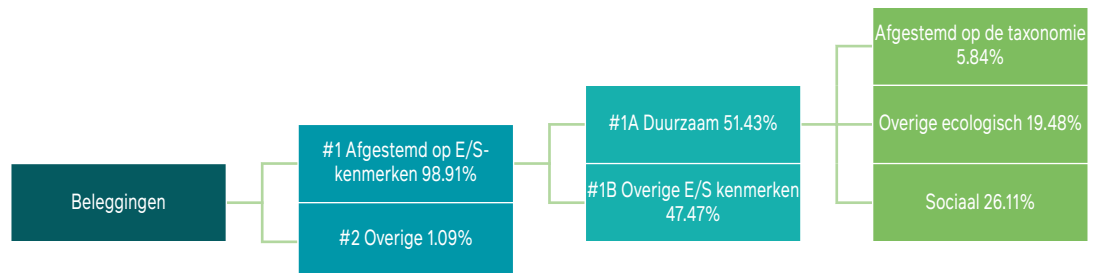 Beleggingen
#1 Afgestemd op E/S-
kenmerken 98.91%
#2 Overige 1.09%
#1A Duurzaam 51.43%
#1B Overige E/S kenmerken
47.47%
Afgestemd op de taxonomie
5.84%
Overige ecologisch 19.48%
Sociaal 26.11%